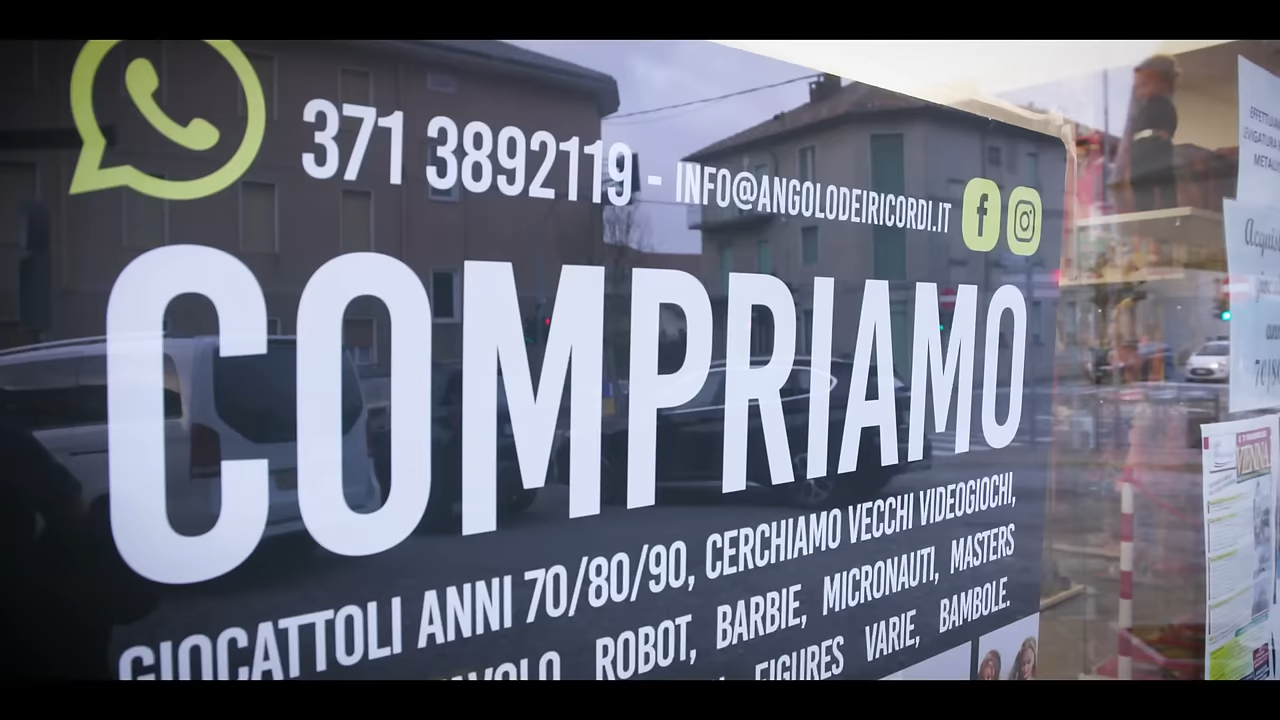 371 3892119 - INFO@ANGOLODEIRICORDI.IT
COMPRIAMO
GIOCATTOLI ANNI 70/80/90, CERCHIAMO VECCHI VIDEOGIOCHI,
ROBOT, BARBIE, MICRONAUTI, MASTERS
FIGURES VARIE, BAMBOLE.
VIENNA